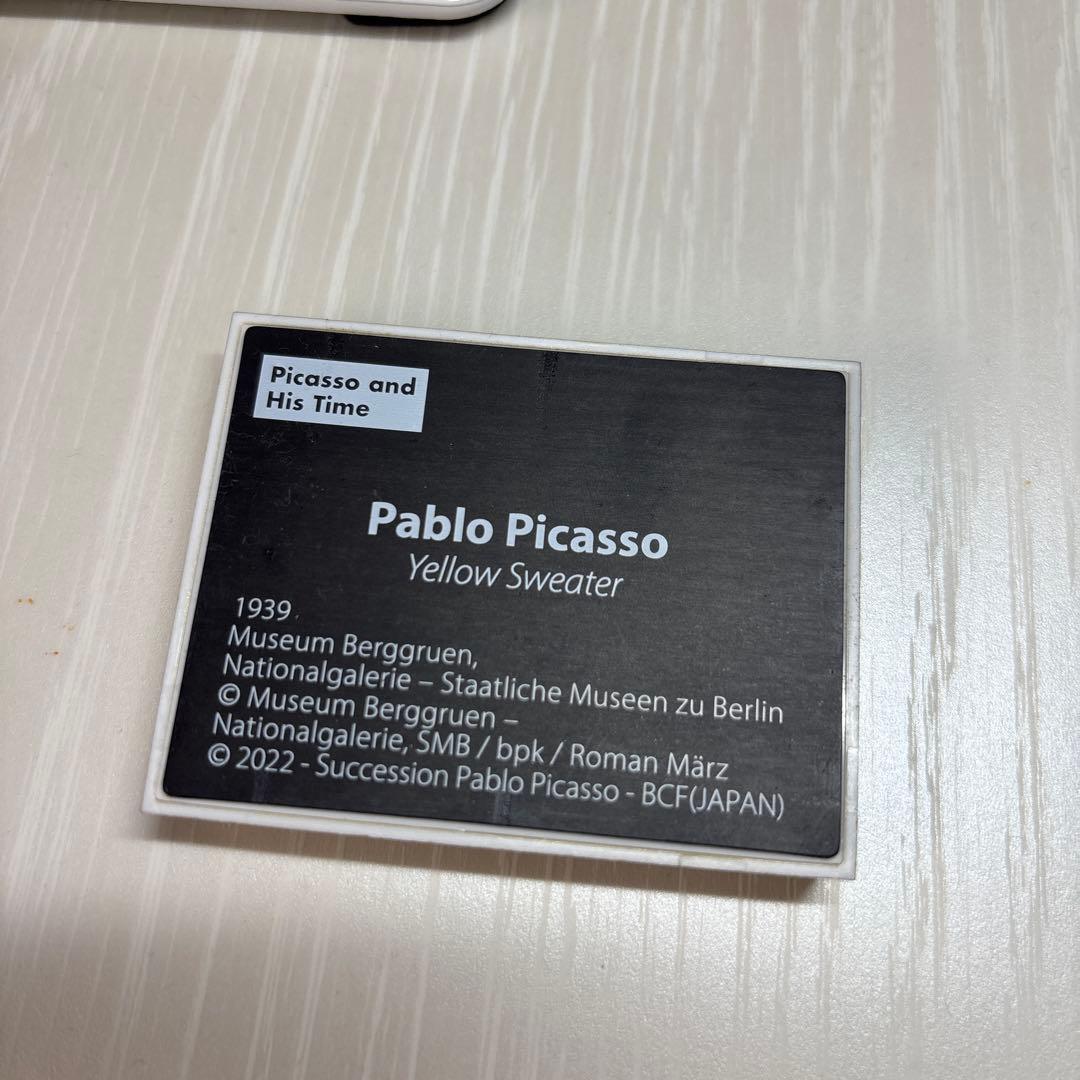 Picasso and
His Time
Pablo Picasso
Yellow Sweater
1939
Museum Berggruen,
Nationalgalerie – Staatliche Museen zu Berlin
© Museum Berggruen –
Nationalgalerie, SMB / bpk / Roman März
© 2022 - Succession Pablo Picasso - BCF(JAPAN)